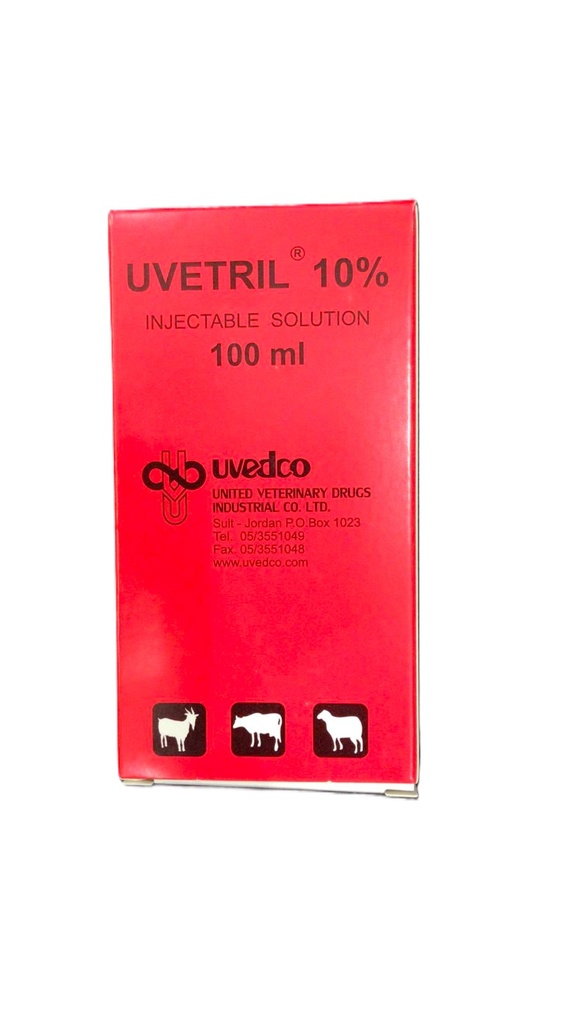 UVETRIL® 10%
INJECTABLE SOLUTION
100 ml
uvedco
UNITED VETERINARY DRUGS
INDUSTRIAL CO. LTD.
Sult - Jordan P.O.Box 1023
Tel. 05/3551049
Fax. 05/3551048
www.uvedco.com